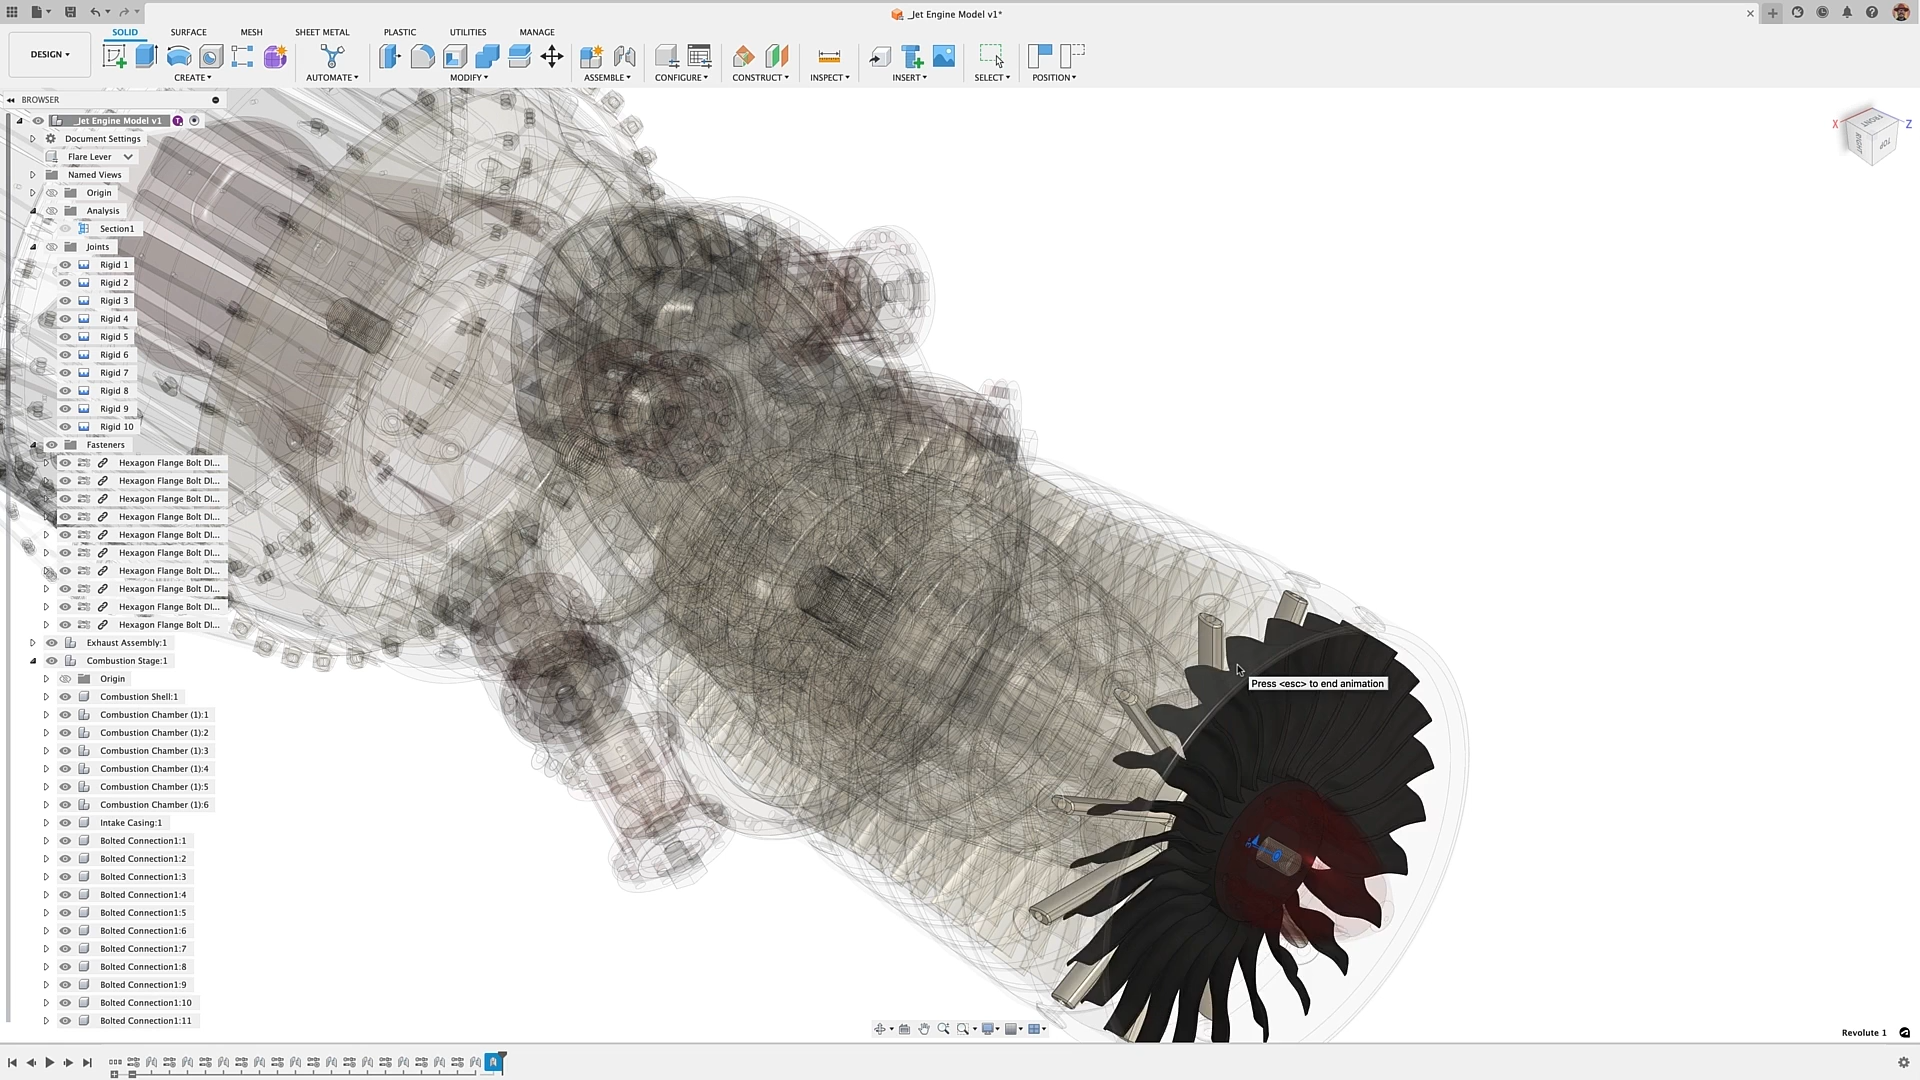 _Jet Engine Model v1*
DESIGN
SOLID SURFACE MESH SHEET METAL PLASTIC UTILITIES MANAGE
CREATE AUTOMATE MODIFY ASSEMBLE CONFIGURE CONSTRUCT INSPECT INSERT SELECT POSITION
BROWSER
_Jet Engine Model v1
Document Settings
Flare Lever
Named Views
Origin
Analysis
Section1
Joints
Rigid 1
Rigid 2
Rigid 3
Rigid 4
Rigid 5
Rigid 6
Rigid 7
Rigid 8
Rigid 9
Rigid 10
Fasteners
Hexagon Flange Bolt DI...
Hexagon Flange Bolt DI...
Hexagon Flange Bolt DI...
Hexagon Flange Bolt DI...
Hexagon Flange Bolt DI...
Hexagon Flange Bolt DI...
Hexagon Flange Bolt DI...
Hexagon Flange Bolt DI...
Hexagon Flange Bolt DI...
Hexagon Flange Bolt DI...
Exhaust Assembly:1
Combustion Stage:1
Origin
Combustion Shell:1
Combustion Chamber (1):1
Combustion Chamber (1):2
Combustion Chamber (1):3
Combustion Chamber (1):4
Combustion Chamber (1):5
Combustion Chamber (1):6
Intake Casing:1
Bolted Connection1:1
Bolted Connection1:2
Bolted Connection1:3
Bolted Connection1:4
Bolted Connection1:5
Bolted Connection1:6
Bolted Connection1:7
Bolted Connection1:8
Bolted Connection1:9
Bolted Connection1:10
Bolted Connection1:11
X
Z
FRONT
RIGHT
TOP
Press <esc> to end animation
Revolute 1